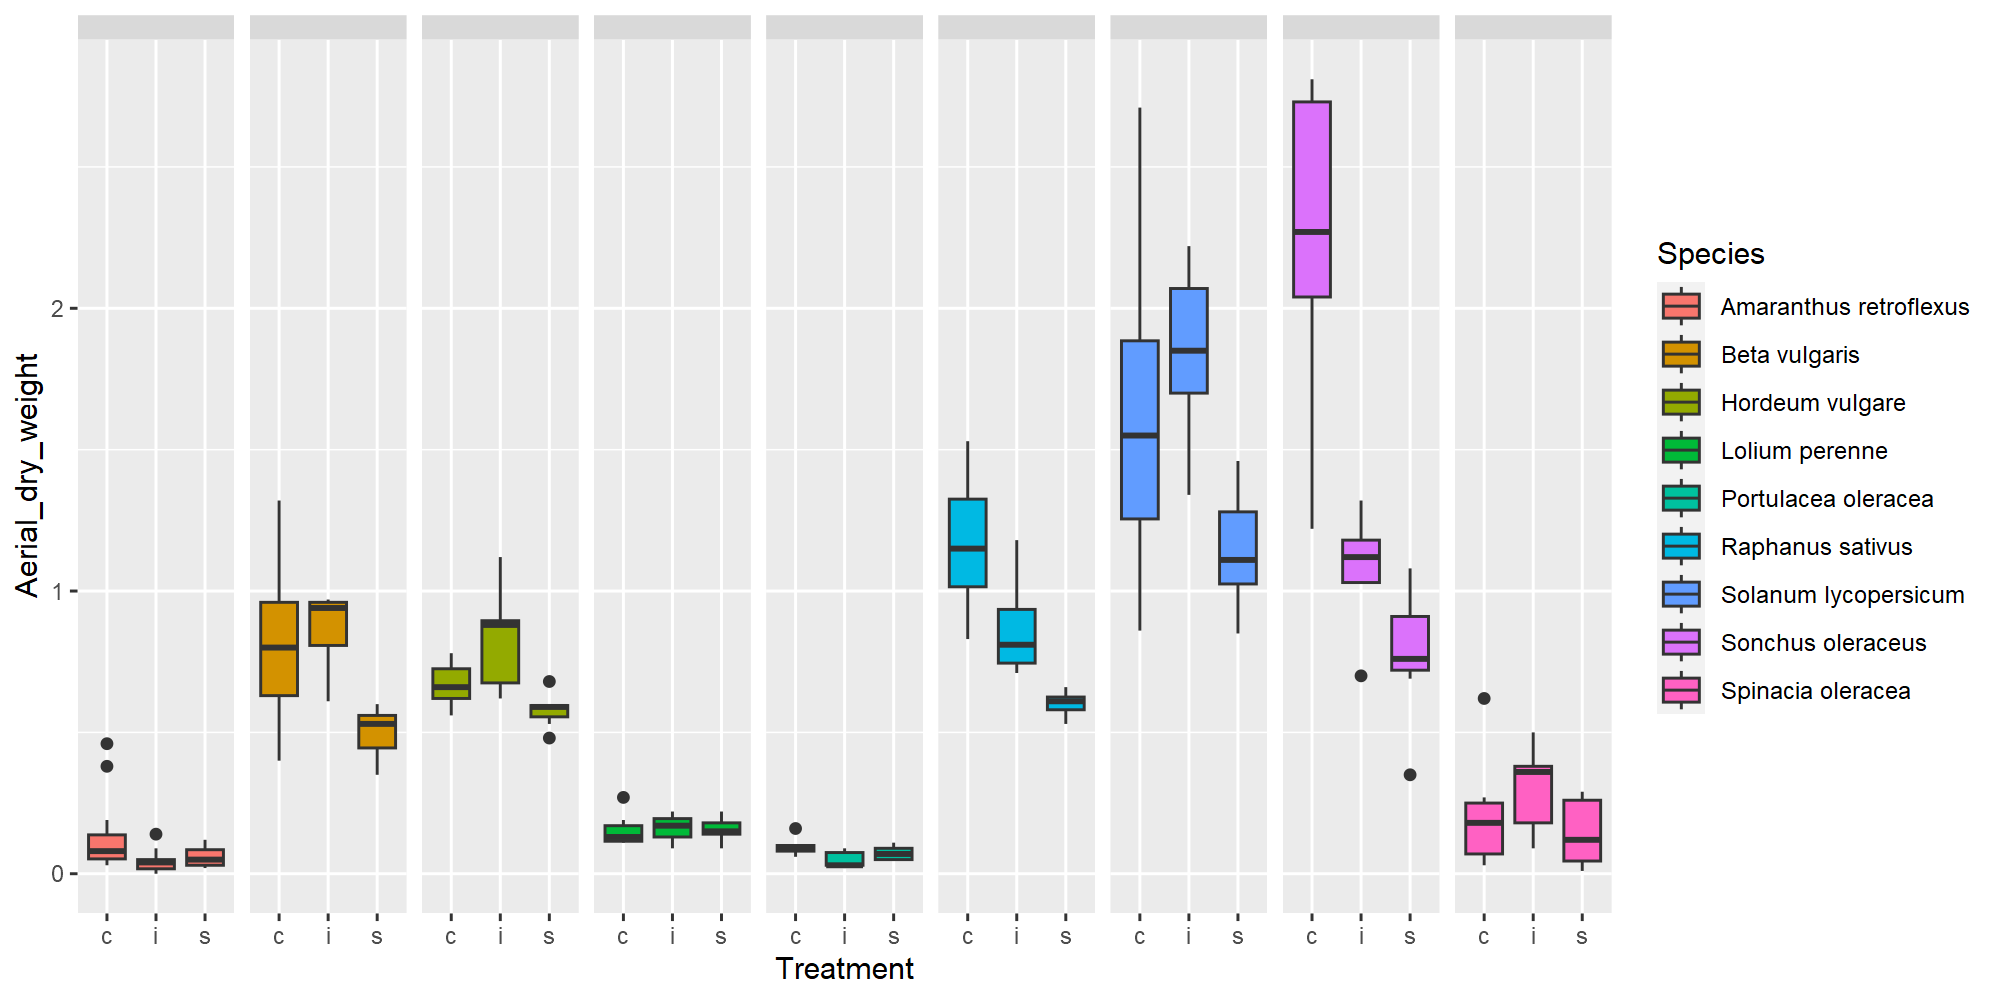 Aerial_dry_weight
2
1
0
c i s c i s c i s c i s c i s c i s c i s c i s c i s
Treatment
Species
Amaranthus retroflexus
Beta vulgaris
Hordeum vulgare
Lolium perenne
Portulacea oleracea
Raphanus sativus
Solanum lycopersicum
Sonchus oleraceus
Spinacia oleracea